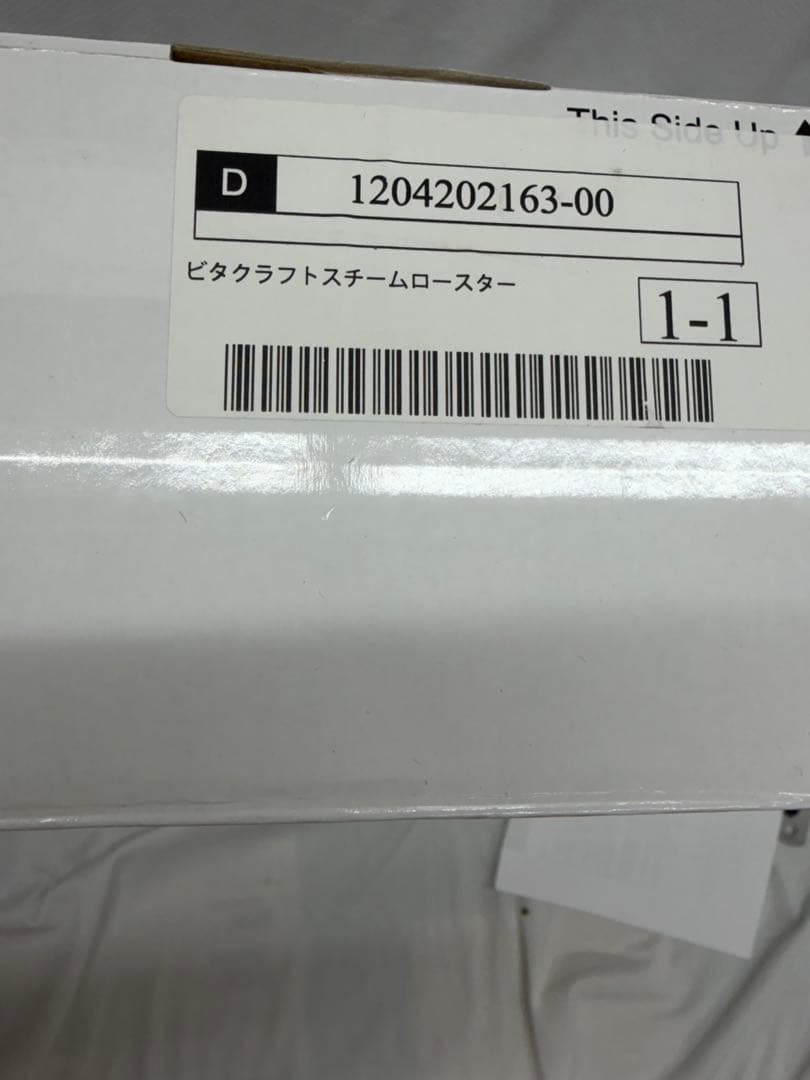 This Side Up
D 1204202163-00
ビタクラフトスチームロースター
1-1